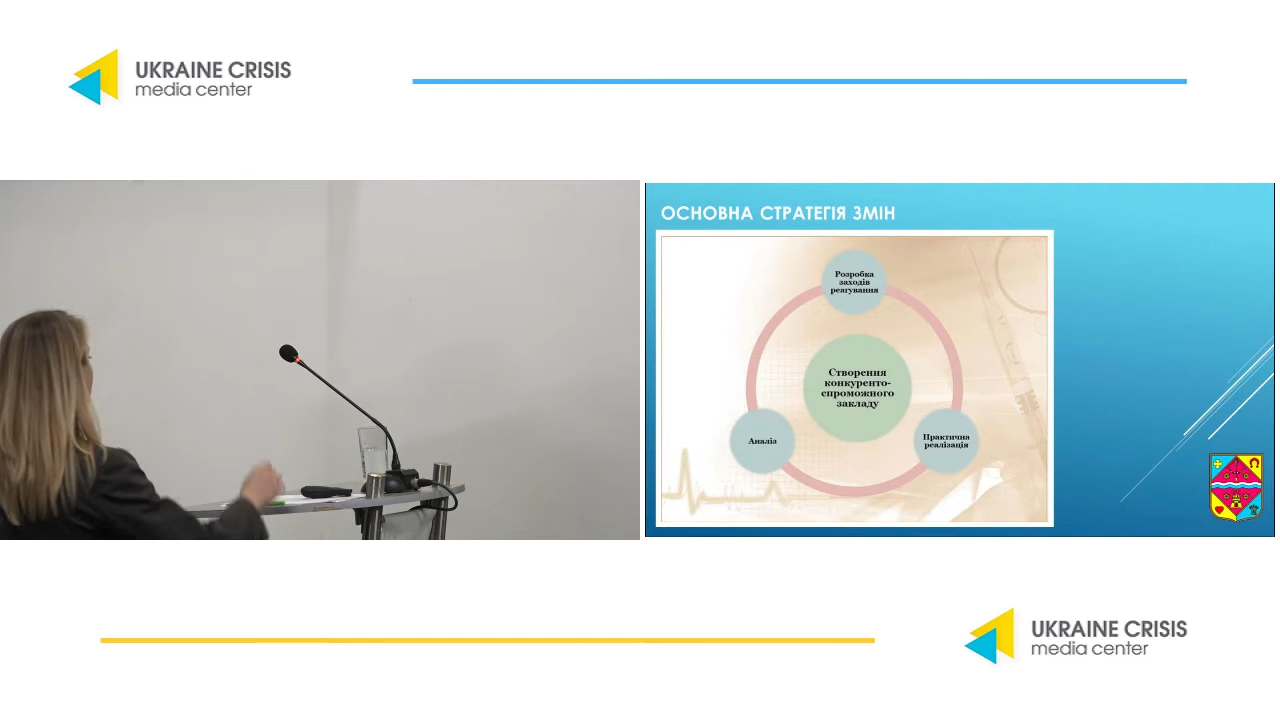 UKRAINE CRISIS
media center
ОСНОВНА СТРАТЕГІЯ ЗМІН
Розробка
заходів
реагування
Створення
конкуренто-
спроможного
закладу
Аналіз
Практична
реалізація
UKRAINE CRISIS
media center